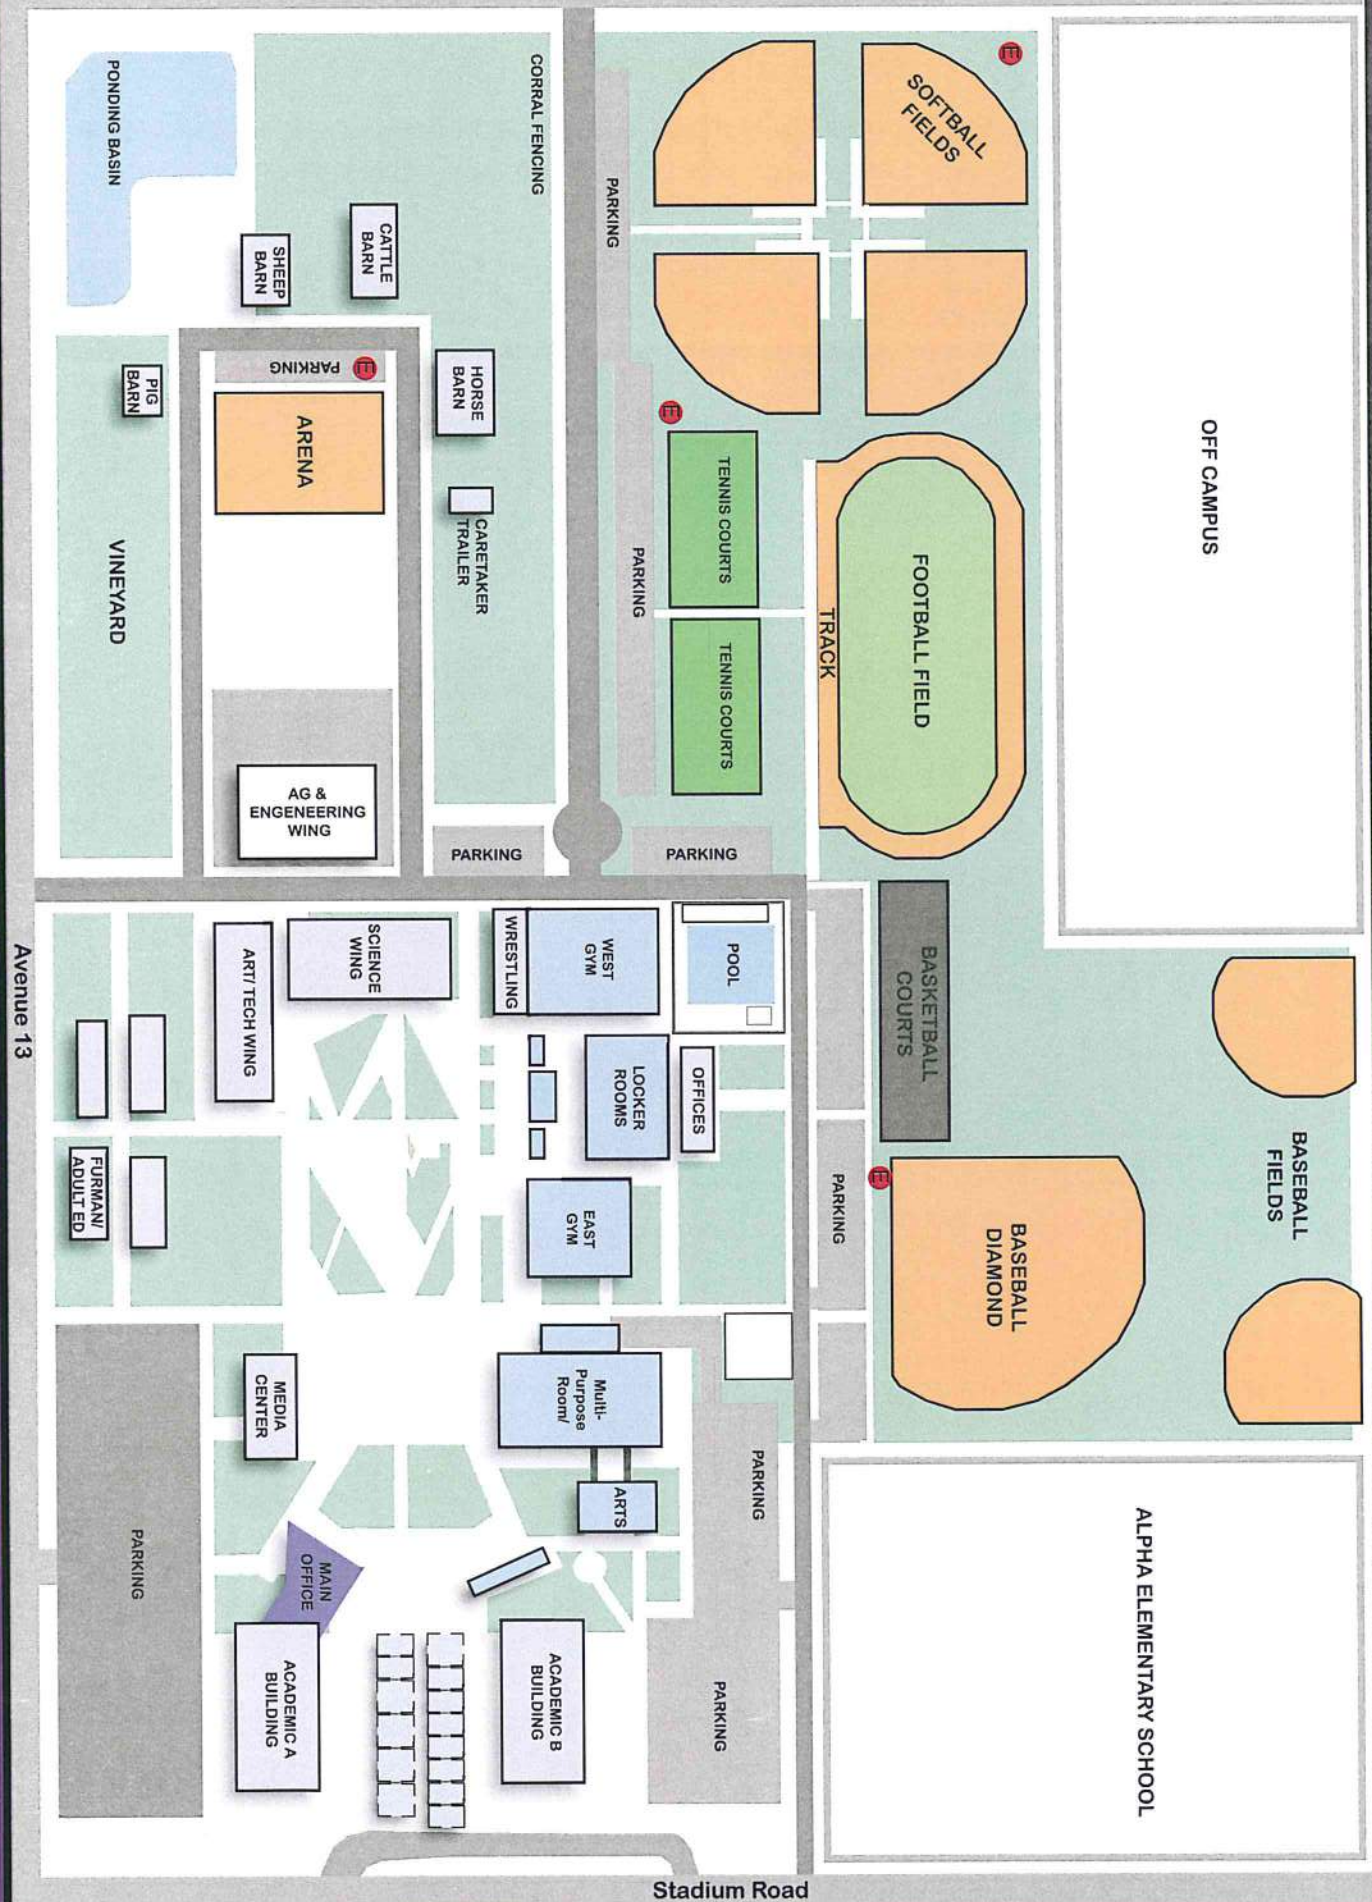 OFF CAMPUS
ALPHA ELEMENTARY SCHOOL
BASEBALL
FIELDS
E
SOFTBALL
FIELDS
FOOTBALL FIELD
TRACK
BASKETBALL
COURTS
BASEBALL
DIAMOND
E
PARKING
E
TENNIS COURTS
TENNIS COURTS
PARKING
PARKING
PARKING
POOL
OFFICES
PARKING
PARKING
CORRAL FENCING
WEST
GYM
WRESTLING
LOCKER
ROOMS
EAST
GYM
Multi-
Purpose
Room/
ARTS
ACADEMIC B
BUILDING
PARKING
CATTLE
BARN
SHEEP
BARN
HORSE
BARN
CARETAKER
TRAILER
E
PARKING
ARENA
AG &
ENGENEERING
WING
SCIENCE
WING
ART/ TECH WING
MEDIA
CENTER
MAIN
OFFICE
ACADEMIC A
BUILDING
PONDING BASIN
PIG
BARN
VINEYARD
FURMAN/
ADULT ED
PARKING
Avenue 13
Stadium Road